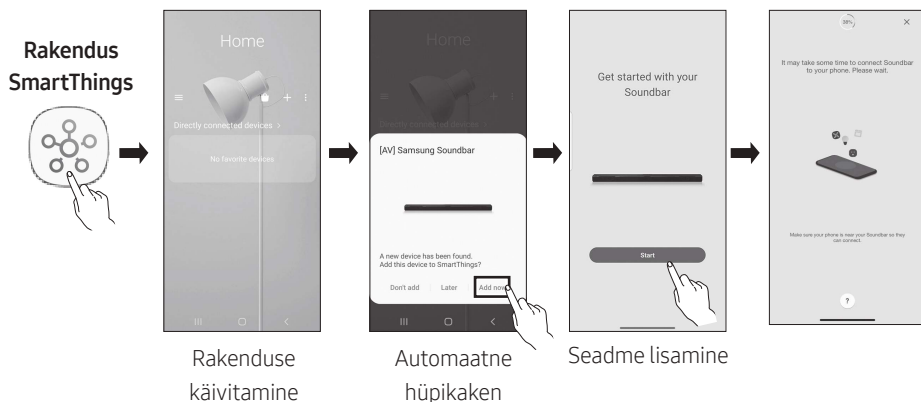 Rakendus
SmartThings
Home
Directly connected devices >
No favorite devices
Rakenduse
käivitamine
Home
Directly connected devices >
[AV] Samsung Soundbar
A new device has been found.
Add this device to SmartThings?
Don't add Later Add now
Automaatne
hüpikaken
Get started with your
Soundbar
Start
Seadme lisamine
It may take some time to connect Soundbar
to your phone. Please wait.
Make sure your phone is near your Soundbar so they
can connect.
?